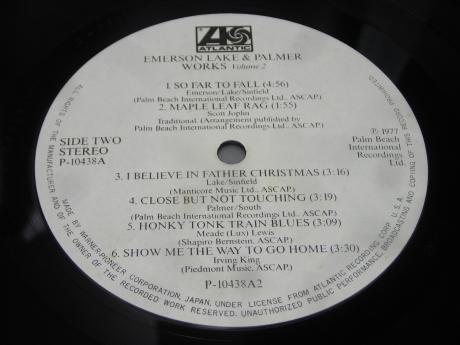 ATLANTIC
EMERSON LAKE & PALMER
WORKS Volume 2
1. SO FAR TO FALL (4:56)
Emerson/Lake/Sinfield
(Palm Beach International Recordings Ltd., ASCAP)
2. MAPLE LEAF RAG (1:55)
Scott Joplin
Traditional. (Arrangement published by
Palm Beach International Recordings Ltd., ASCAP)
SIDE TWO
STEREO
P-10438A
℗ 1977
Palm Beach
International
Recordings
Ltd.
3. I BELIEVE IN FATHER CHRISTMAS (3:16)
Lake/Sinfield
(Manticore Music Ltd., ASCAP)
4. CLOSE BUT NOT TOUCHING (3:19)
Palmer/South
(Palm Beach International Recordings Ltd., ASCAP)
5. HONKY TONK TRAIN BLUES (3:09)
Meade (Lux) Lewis
(Shapiro Bernstein, ASCAP)
6. SHOW ME THE WAY TO GO HOME (3:30)
Irving King
(Piedmont Music, ASCAP)
P-10438A2
ALL RIGHTS OF THE MANUFACTURER AND OF THE OWNER OF THE RECORDED WORK RESERVED. UNAUTHORIZED PUBLIC PERFORMANCE, BROADCASTING AND COPYING OF THIS RECORD PROHIBITED
MADE BY WARNER-PIONEER CORPORATION, JAPAN, UNDER LICENSE FROM ATLANTIC RECORDING CORP., U.S.A.